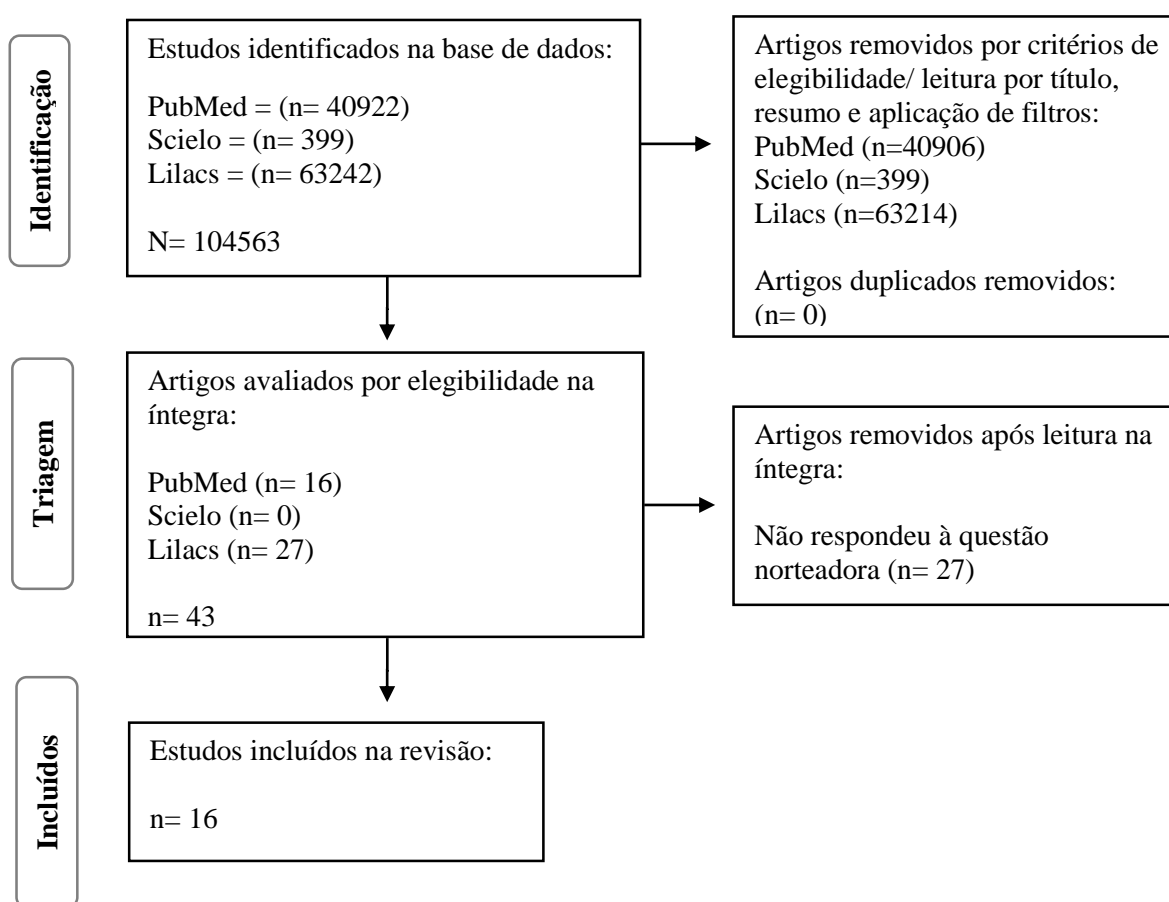 Identificação
Estudos identificados na base de dados:
PubMed = (n= 40922)
Scielo = (n= 399)
Lilacs = (n= 63242)
N= 104563
Artigos removidos por critérios de
elegibilidade/ leitura por título,
resumo e aplicação de filtros:
PubMed (n=40906)
Scielo (n=399)
Lilacs (n=63214)
Artigos duplicados removidos:
(n= 0)
Triagem
Artigos avaliados por elegibilidade na
íntegra:
PubMed (n= 16)
Scielo (n= 0)
Lilacs (n= 27)
n= 43
Artigos removidos após leitura na
íntegra:
Não respondeu à questão
norteadora (n= 27)
Incluídos
Estudos incluídos na revisão:
n= 16